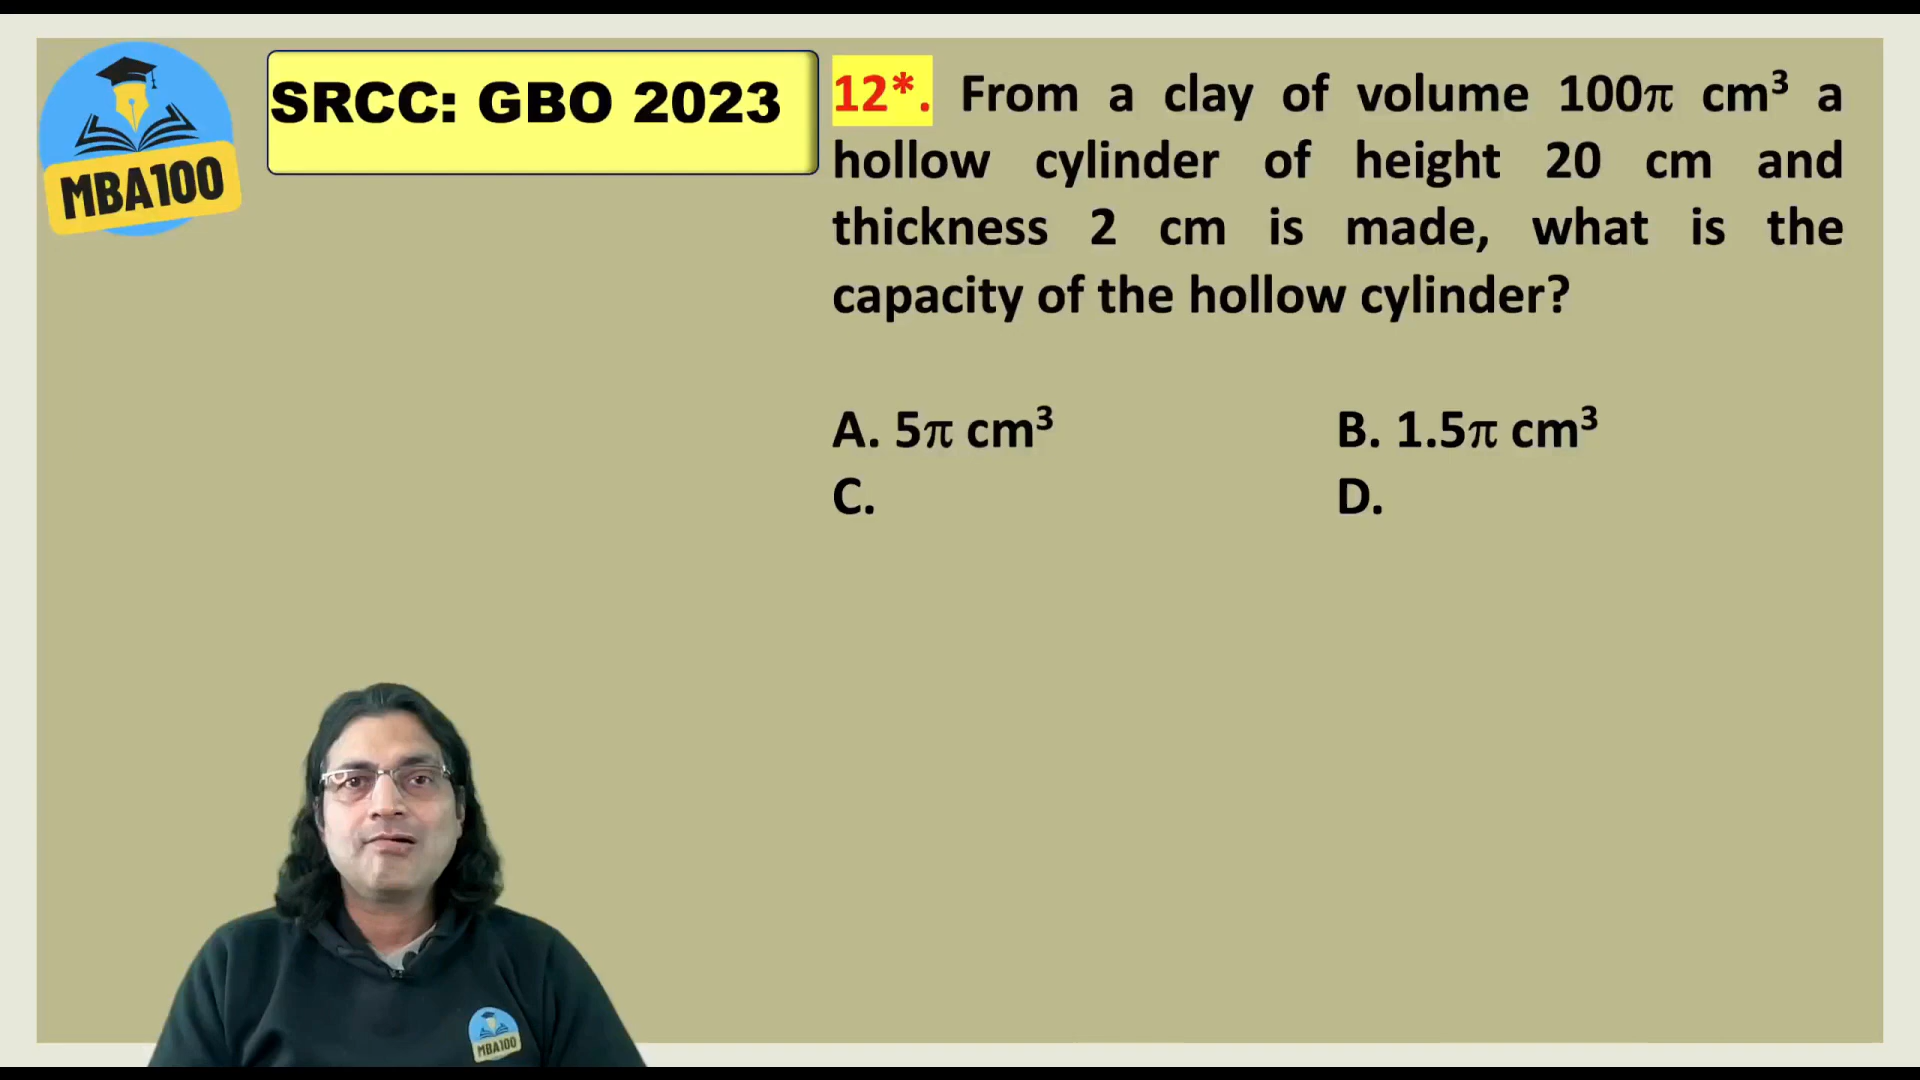 MBA100
SRCC: GBO 2023
12*. From a clay of volume 100π cm³ a
hollow cylinder of height 20 cm and
thickness 2 cm is made, what is the
capacity of the hollow cylinder?
A. 5π cm³ B. 1.5π cm³
C. D.
MBA100